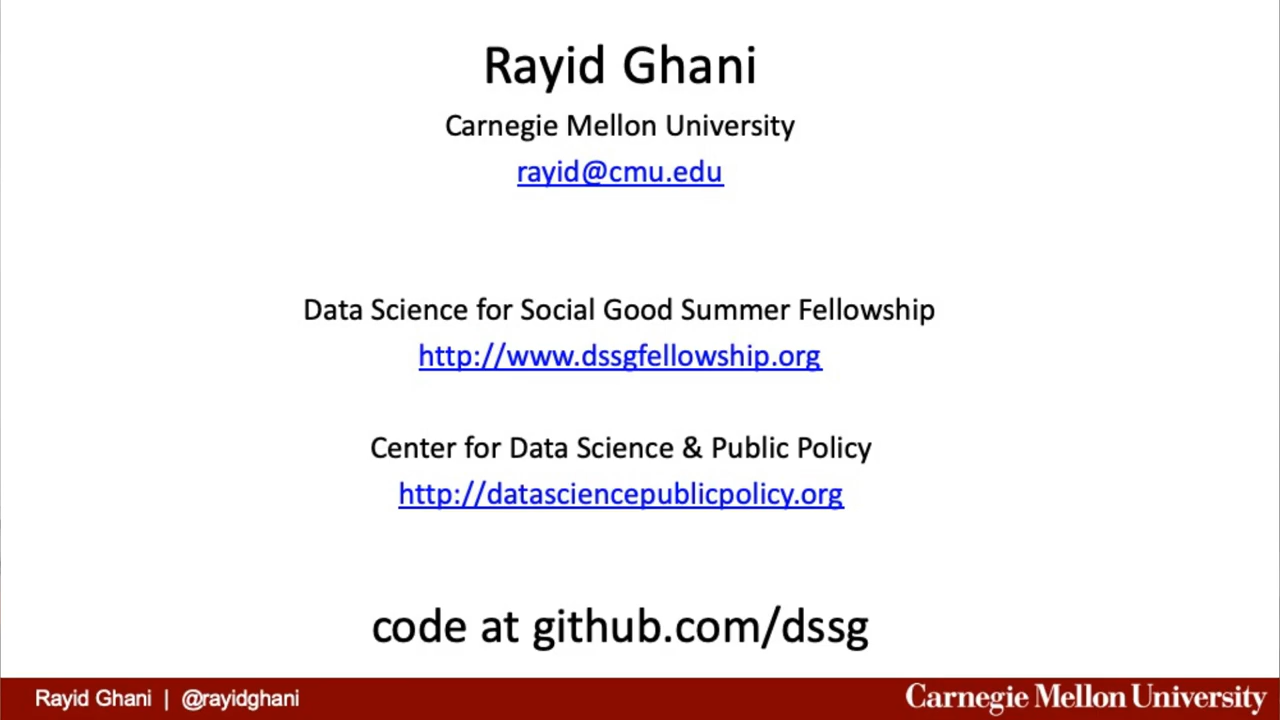 Rayid Ghani
Carnegie Mellon University
rayid@cmu.edu
Data Science for Social Good Summer Fellowship
http://www.dssgfellowship.org
Center for Data Science & Public Policy
http://datasciencepublicpolicy.org
code at github.com/dssg
Rayid Ghani | @rayidghani
Carnegie Mellon University